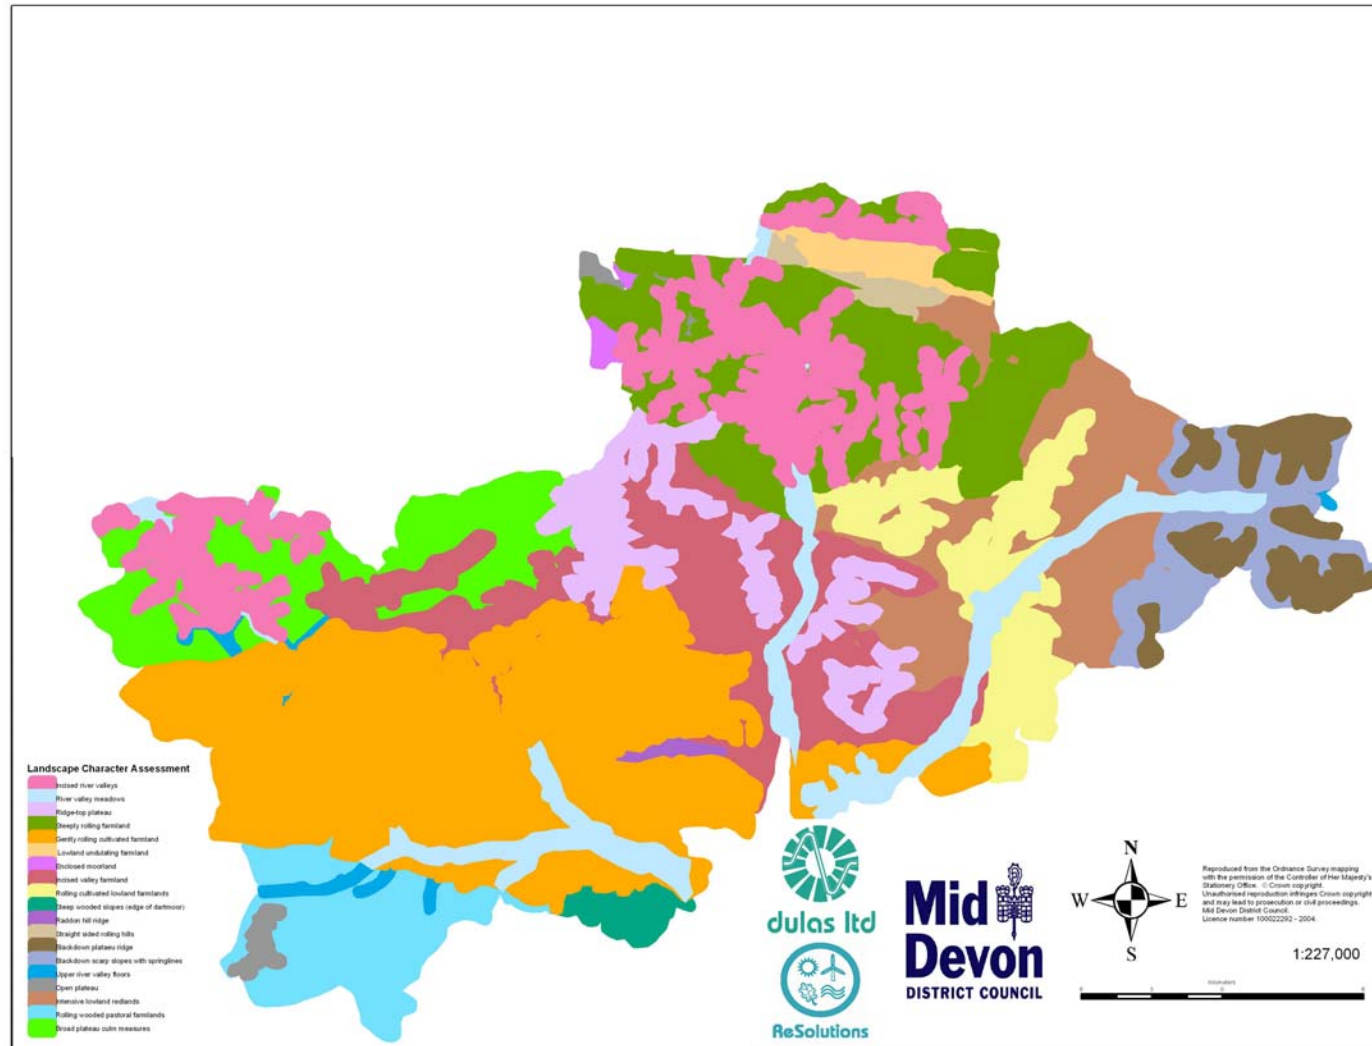 Landscape Character Assessment
Incised river valleys
River valley meadows
Ridge-top plateau
Steeply rolling farmland
Gently rolling cultivated farmland
Lowland undulating farmland
Enclosed moorland
Incised valley farmland
Rolling cultivated lowland farmlands
Steep wooded slopes (edge of dartmoor)
Raddon hill ridge
Straight sided rolling hills
Blackdown plataeu ridge
Blackdown scarp slopes with springlines
Upper river valley floors
Open plateau
Intensive lowland redlands
Rolling wooded pastoral farmlands
Broad plateau culm measures
dulas ltd
ReSolutions
Mid
Devon
DISTRICT COUNCIL
N
W E
S
Reproduced from the Ordnance Survey mapping
with the permission of the Controller of Her Majesty's
Stationery Office. © Crown copyright.
Unauthorised reproduction infringes Crown copyright
and may lead to prosecution or civil proceedings.
Mid Devon District Council.
Licence number 100022292 - 2004.
1:227,000
Kilometers